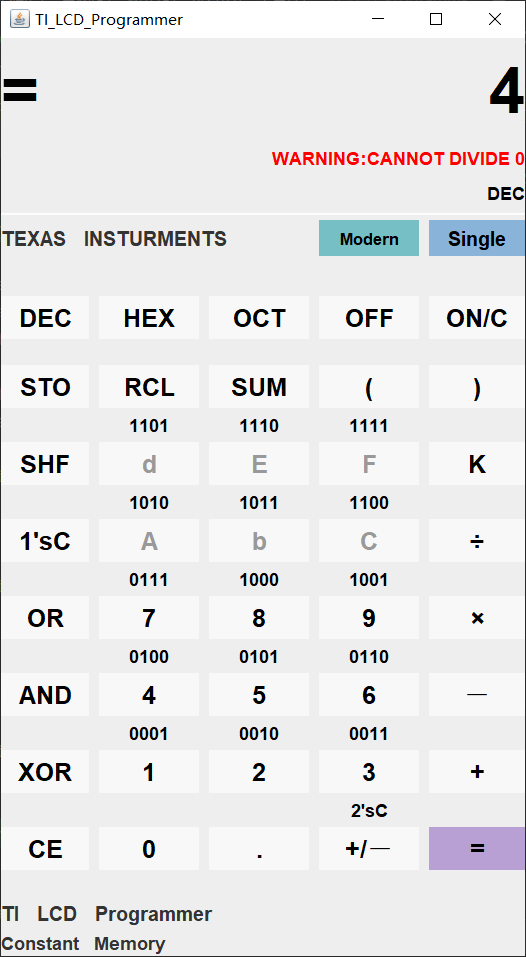 TI_LCD_Programmer
= 4
WARNING:CANNOT DIVIDE 0
DEC
TEXAS INSTURMENTS Modern Single
DEC HEX OCT OFF ON/C
STO RCL SUM ( )
1101 1110 1111
SHF d E F K
1010 1011 1100
1'sC A b C ÷
0111 1000 1001
OR 7 8 9 ×
0100 0101 0110
AND 4 5 6 —
0001 0010 0011
XOR 1 2 3 +
2'sC
CE 0 . +/— =
TI LCD Programmer
Constant Memory